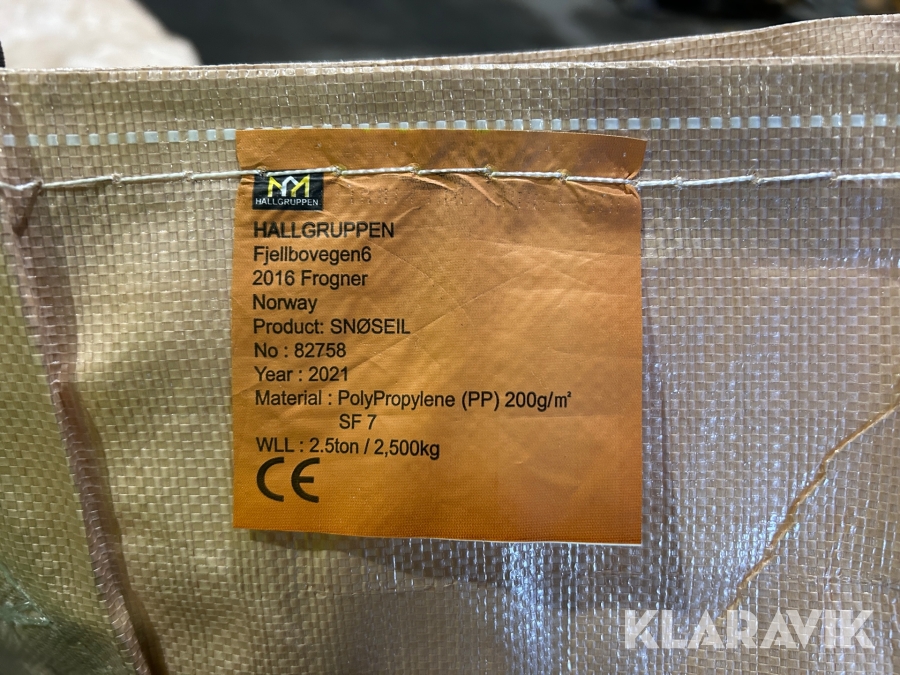 HALLGRUPPEN
HALLGRUPPEN
Fjellbovegen6
2016 Frogner
Norway
Product: SNØSEIL
No : 82758
Year : 2021
Material : PolyPropylene (PP) 200g/m²
SF 7
WLL : 2.5ton / 2,500kg
CE
KLARAVIK